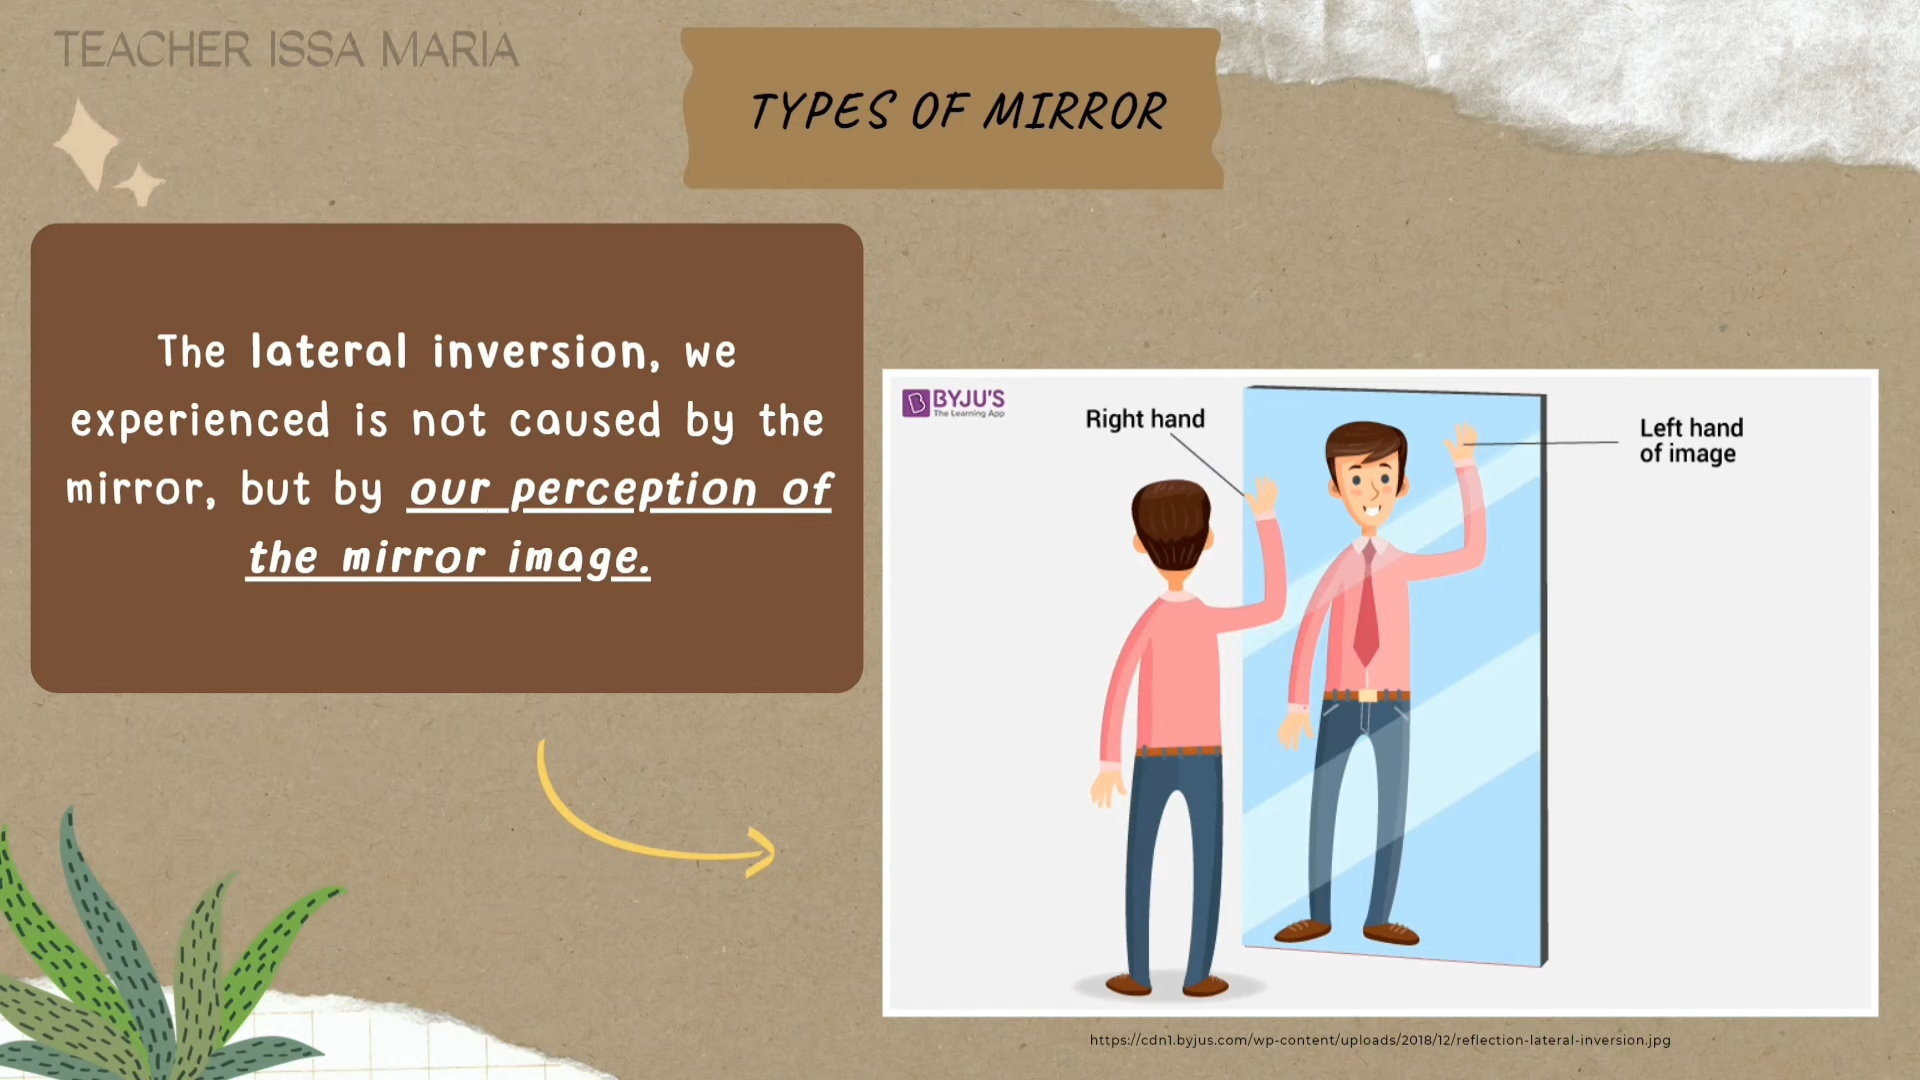 TEACHER ISSA MARIA
TYPES OF MIRROR
The lateral inversion, we
experienced is not caused by the
mirror, but by our perception of
the mirror image.
BYJU'S
The Learning App
Right hand
Left hand
of image
https://cdn1.byjus.com/wp-content/uploads/2018/12/reflection-lateral-inversion.jpg